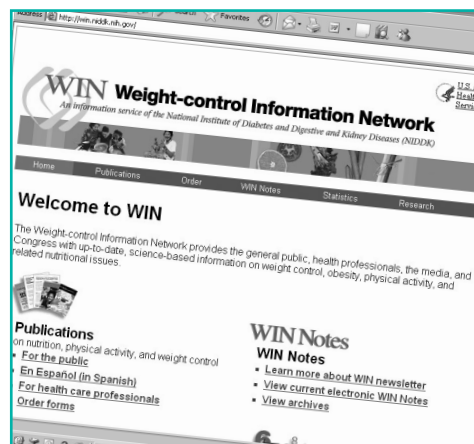 Address http://win.niddk.nih.gov/
Favorites
WIN Weight-control Information Network
An information service of the National Institute of Diabetes and Digestive and Kidney Diseases (NIDDK)
U.S.
Home Publications Order WIN Notes Statistics Research
Welcome to WIN
The Weight-control Information Network provides the general public, health professionals, the media, and
Congress with up-to-date, science-based information on weight control, obesity, physical activity, and
related nutritional issues.
Publications
on nutrition, physical activity, and weight control
For the public
En Español (in Spanish)
For health care professionals
Order forms
WIN Notes
WIN Notes
Learn more about WIN newsletter
View current electronic WIN Notes
View archives